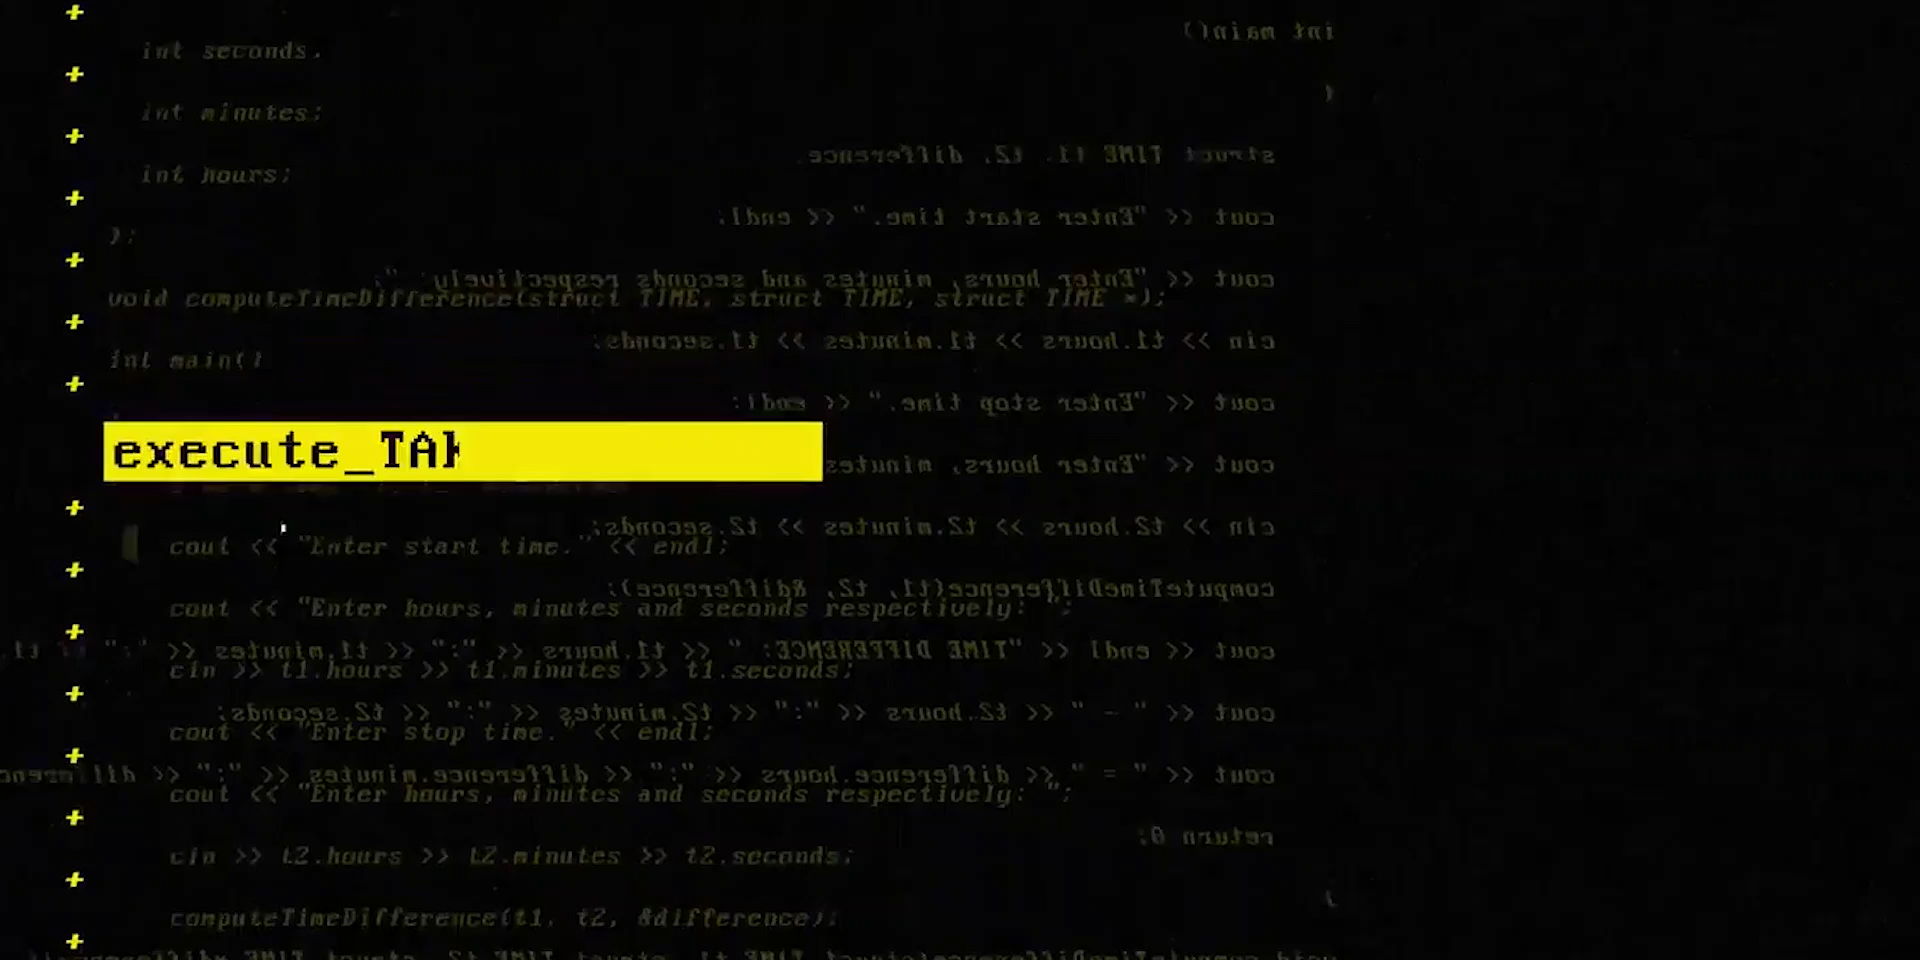 int seconds.
int minutes;
int hours;
};
void computeTimeDifference(struct TIME, struct TIME, struct TIME *);
int main()
execute_TA
cout << "Enter start time." << endl;
cout << "Enter hours, minutes and seconds respectively: ";
cin >> t1.hours >> t1.minutes >> t1.seconds;
cout << "Enter stop time." << endl;
cout << "Enter hours, minutes and seconds respectively: ";
cin >> t2.hours >> t2.minutes >> t2.seconds;
computeTimeDifference(t1, t2, &difference);
int main()
{
struct TIME t1, t2, difference.
cout << "Enter start time." << endl;
cout << "Enter hours, minutes and seconds respectively: ";
cin >> t1.hours >> t1.minutes >> t1.seconds;
cout << "Enter stop time." << endl;
cout << "Enter hours, minutes
cin >> t2.hours >> t2.minutes >> t2.seconds;
computeTimeDifference(t1, t2, &difference);
cout << endl << "TIME DIFFERENCE: " << t1.hours << ":" << t1.minutes << ":" << t1.
cout << " - " << t2.hours << ":" << t2.minutes << ":" << t2.seconds;
cout << " = " << difference.hours << ":" << difference.minutes << ":" <<
return 0;
}